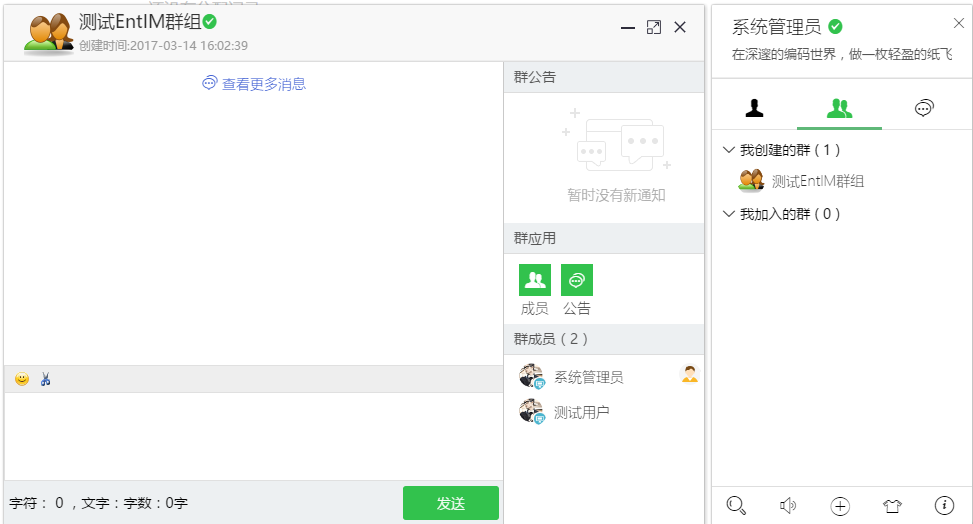 测试EntIM群组
创建时间:2017-03-14 16:02:39
查看更多消息
字符： 0 ，文字：字数：0字
发送
群公告
暂时没有新通知
群应用
成员
公告
群成员（2）
系统管理员
测试用户
系统管理员
在深邃的编码世界，做一枚轻盈的纸飞
我创建的群（1）
测试EntIM群组
我加入的群（0）